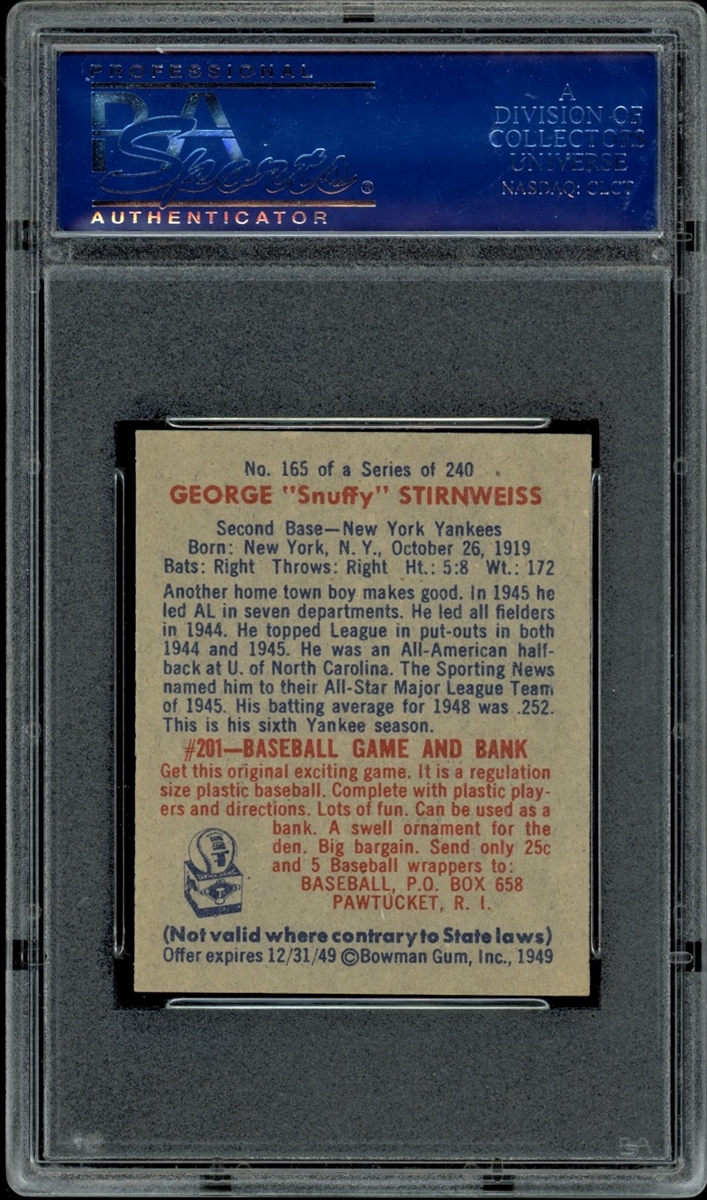 PROFESSIONAL
PSA
Sports®
AUTHENTICATOR
A
DIVISION OF
COLLECTORS
UNIVERSE
NASDAQ: CLCT
No. 165 of a Series of 240
GEORGE "Snuffy" STIRNWEISS
Second Base—New York Yankees
Born: New York, N. Y., October 26, 1919
Bats: Right Throws: Right Ht.: 5:8 Wt.: 172
Another home town boy makes good. In 1945 he
led AL in seven departments. He led all fielders
in 1944. He topped League in put-outs in both
1944 and 1945. He was an All-American half-
back at U. of North Carolina. The Sporting News
named him to their All-Star Major League Team
of 1945. His batting average for 1948 was .252.
This is his sixth Yankee season.
#201—BASEBALL GAME AND BANK
Get this original exciting game. It is a regulation
size plastic baseball. Complete with plastic play-
ers and directions. Lots of fun. Can be used as a
bank. A swell ornament for the
den. Big bargain. Send only 25c
and 5 Baseball wrappers to:
BASEBALL, P.O. BOX 658
PAWTUCKET, R. I.
(Not valid where contrary to State laws)
Offer expires 12/31/49 ©Bowman Gum, Inc., 1949
PSA